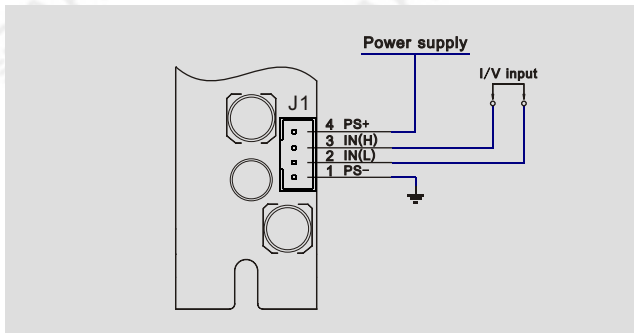 Power supply
I/V input
J1
4 PS+
3 IN(H)
2 IN(L)
1 PS-